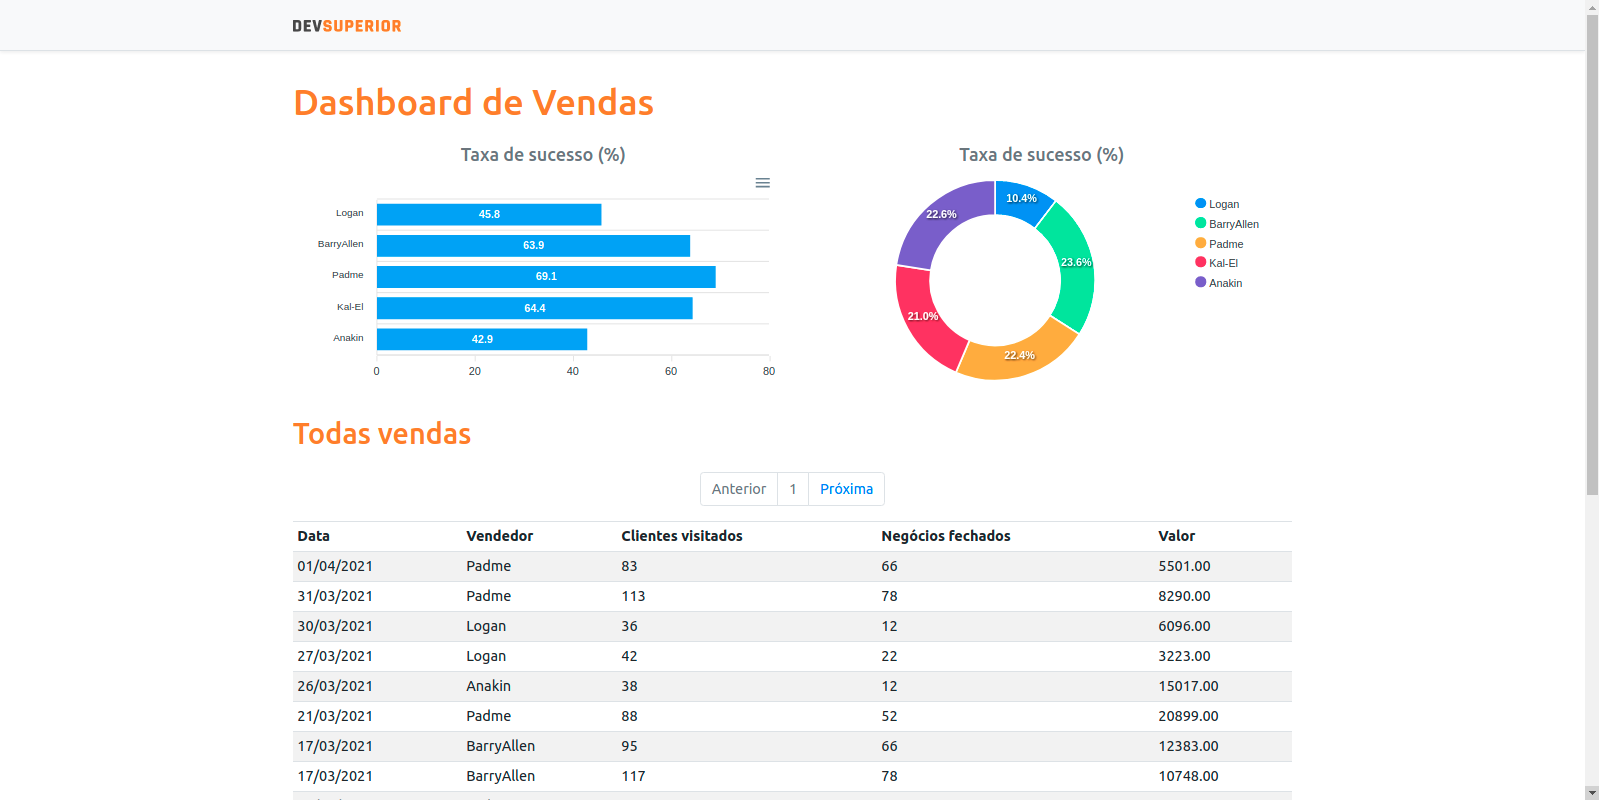 DEVSUPERIOR
Dashboard de Vendas
Taxa de sucesso (%)
Logan 45.8
BarryAllen 63.9
Padme 69.1
Kal-El 64.4
Anakin 42.9
0 20 40 60 80
Taxa de sucesso (%)
10.4%
23.6%
22.4%
21.0%
22.6%
Logan
BarryAllen
Padme
Kal-El
Anakin
Todas vendas
Anterior 1 Próxima
Data Vendedor Clientes visitados Negócios fechados Valor
01/04/2021 Padme 83 66 5501.00
31/03/2021 Padme 113 78 8290.00
30/03/2021 Logan 36 12 6096.00
27/03/2021 Logan 42 22 3223.00
26/03/2021 Anakin 38 12 15017.00
21/03/2021 Padme 88 52 20899.00
17/03/2021 BarryAllen 95 66 12383.00
17/03/2021 BarryAllen 117 78 10748.00